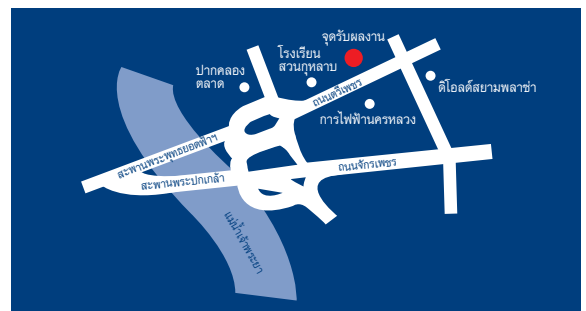 จุดรับผลงาน
โรงเรียน
สวนกุหลาบ
ปากคลอง
ตลาด
ดิโอลด์สยามพลาซ่า
ถนนตรีเพชร
การไฟฟ้านครหลวง
สะพานพระพุทธยอดฟ้าฯ
ถนนจักรเพชร
สะพานพระปกเกล้า
แม่น้ำเจ้าพระยา